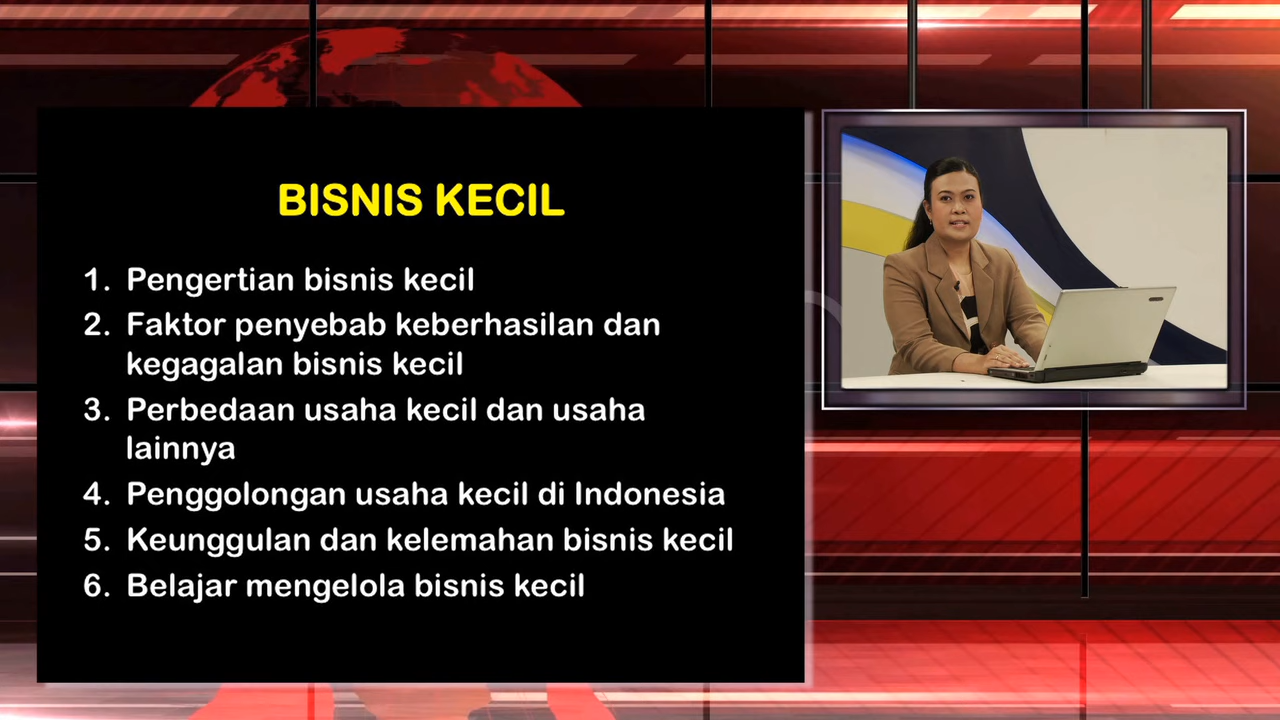 BISNIS KECIL
1. Pengertian bisnis kecil
2. Faktor penyebab keberhasilan dan
kegagalan bisnis kecil
3. Perbedaan usaha kecil dan usaha
lainnya
4. Penggolongan usaha kecil di Indonesia
5. Keunggulan dan kelemahan bisnis kecil
6. Belajar mengelola bisnis kecil